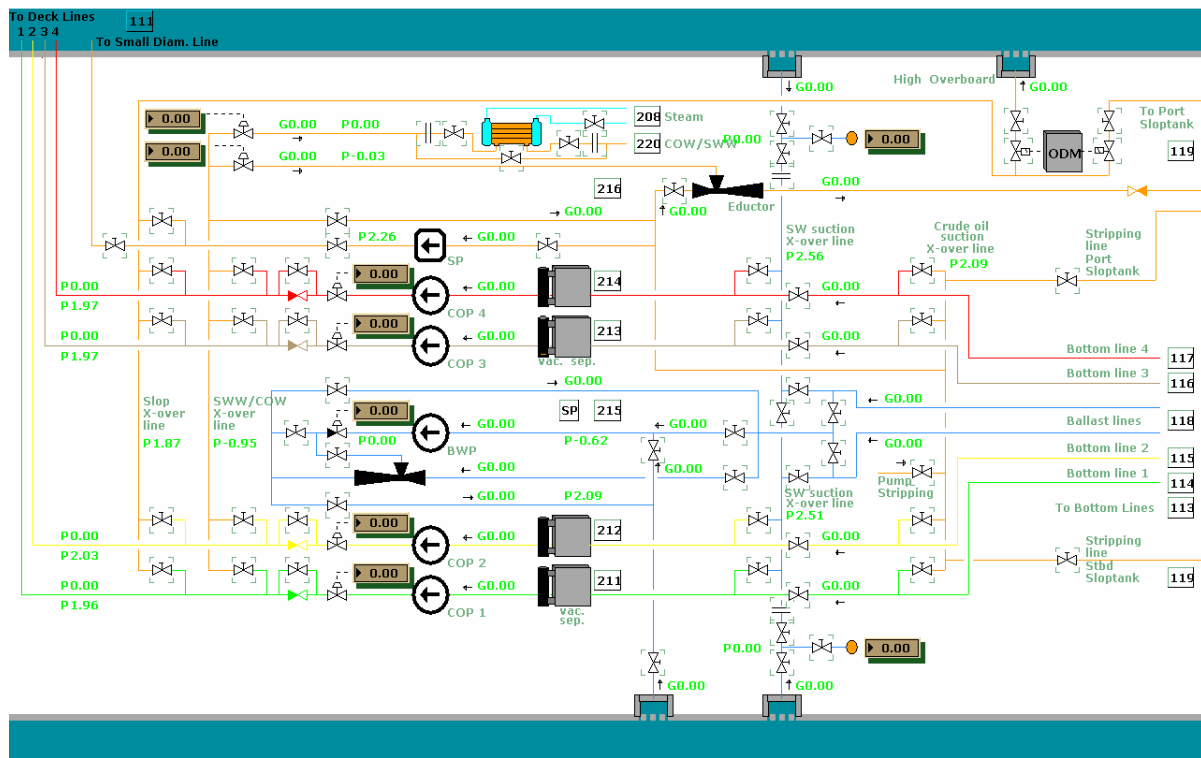 To Deck Lines
111
1 2 3 4
To Small Diam. Line
G0.00
High Overboard
G0.00
0.00
G0.00 P0.00
208 Steam
To Port
Sloptank
0.00
220 COW/SWW
P0.00
0.00
ODM
119
G0.00 P-0.03
216
G0.00
Eductor
G0.00
G0.00
P2.26
G0.00
SP
SW suction
X-over line
P2.56
Crude oil
suction
X-over line
P2.09
Stripping
line
Port
Sloptank
0.00
214
P0.00
P1.97
G0.00
COP 4
G0.00
0.00
213
P0.00
P1.97
G0.00
COP 3
vac. sep.
G0.00
Bottom line 4
117
Bottom line 3
116
G0.00
Slop
X-over
line
P1.87
SWW/COW
X-over
line
P-0.95
0.00
SP
215
G0.00
Ballast lines
118
P0.00
G0.00
P-0.62
G0.00
BWP
G0.00
Bottom line 2
115
G0.00
G0.00
Pump
Stripping
Bottom line 1
114
G0.00
P2.09
SW suction
X-over line
P2.51
To Bottom Lines
113
0.00
212
P0.00
P2.03
G0.00
COP 2
G0.00
Stripping
line
Stbd
Sloptank
119
0.00
211
P0.00
P1.96
G0.00
COP 1
vac.
sep.
G0.00
P0.00
0.00
G0.00
G0.00